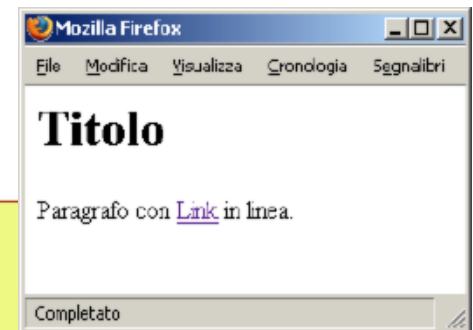 Mozilla Firefox
File Modifica Visualizza Cronologia Segnalibri
Titolo
Paragrafo con Link in linea.
Completato